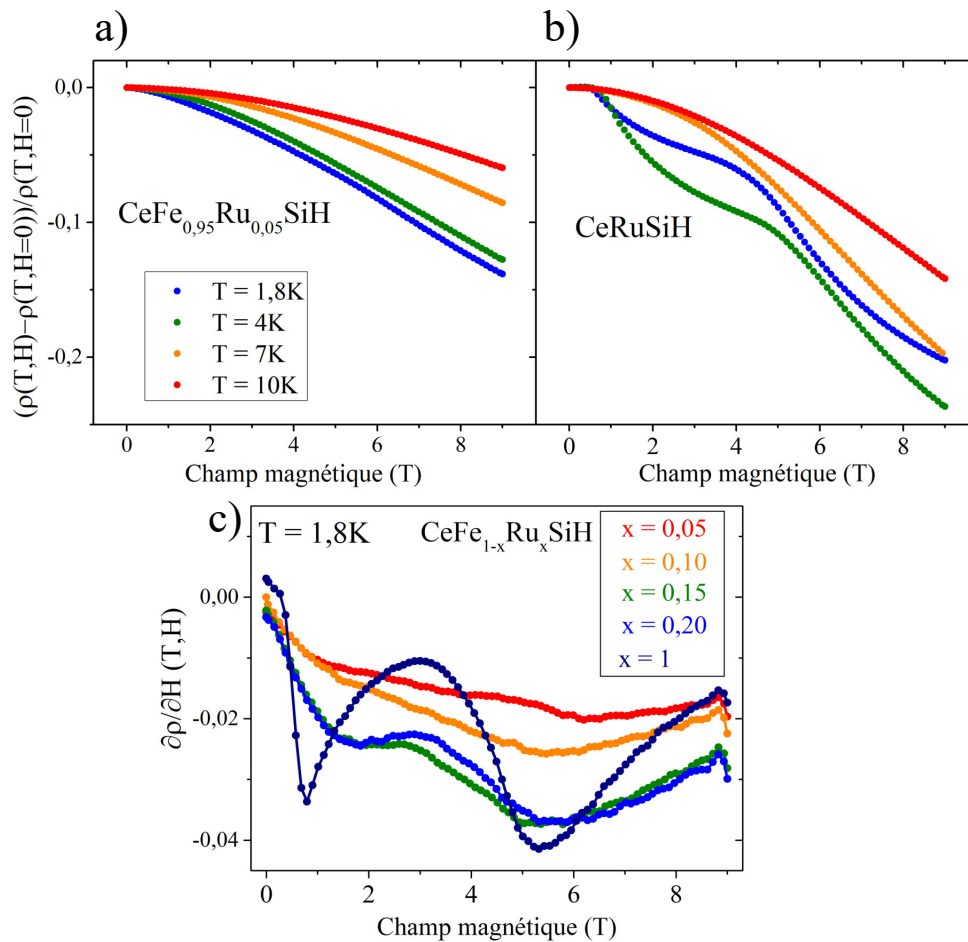 a)
b)
(ρ(T,H)−ρ(T,H=0))/ρ(T,H=0)
0,0
-0,1
-0,2
CeFe0,95Ru0,05SiH
T = 1,8K
T = 4K
T = 7K
T = 10K
0 2 4 6 8
Champ magnétique (T)
CeRuSiH
0 2 4 6 8
Champ magnétique (T)
c)
T = 1,8K
CeFe1-xRuxSiH
x = 0,05
x = 0,10
x = 0,15
x = 0,20
x = 1
∂ρ/∂H (T,H)
0,00
-0,02
-0,04
0 2 4 6 8
Champ magnétique (T)